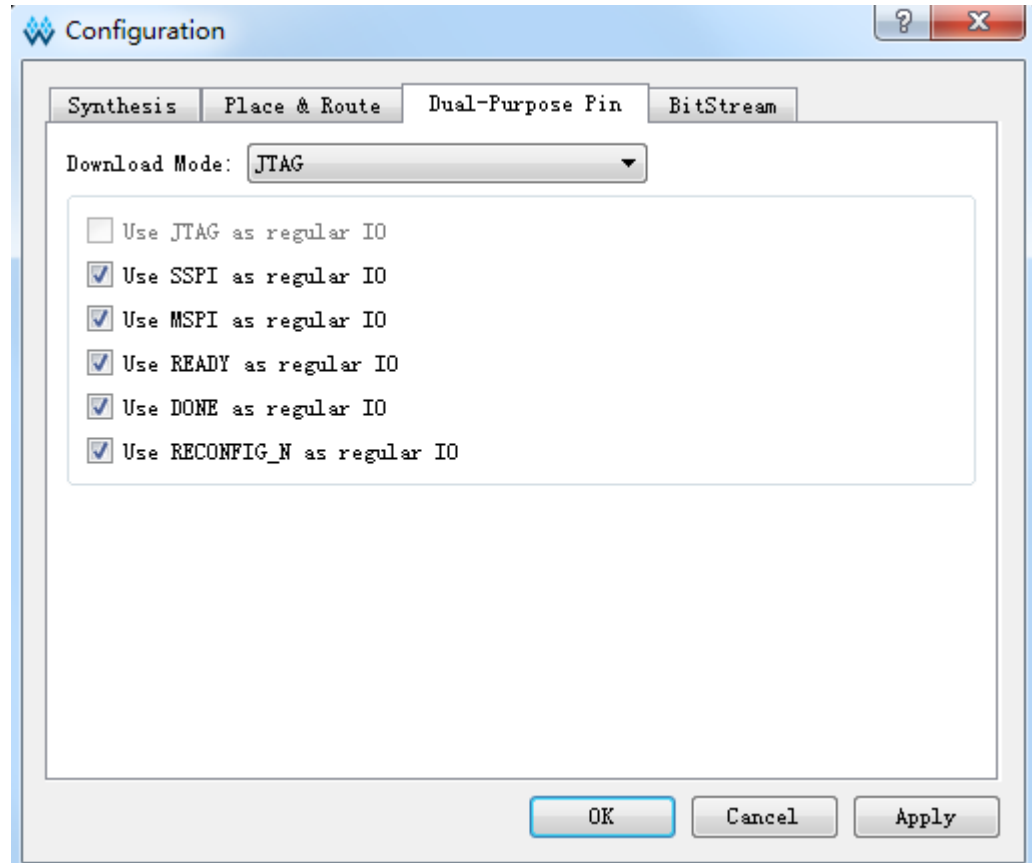 Configuration
Synthesis Place & Route Dual-Purpose Pin BitStream
Download Mode: JTAG
Use JTAG as regular IO
Use SSPI as regular IO
Use MSPI as regular IO
Use READY as regular IO
Use DONE as regular IO
Use RECONFIG_N as regular IO
OK Cancel Apply